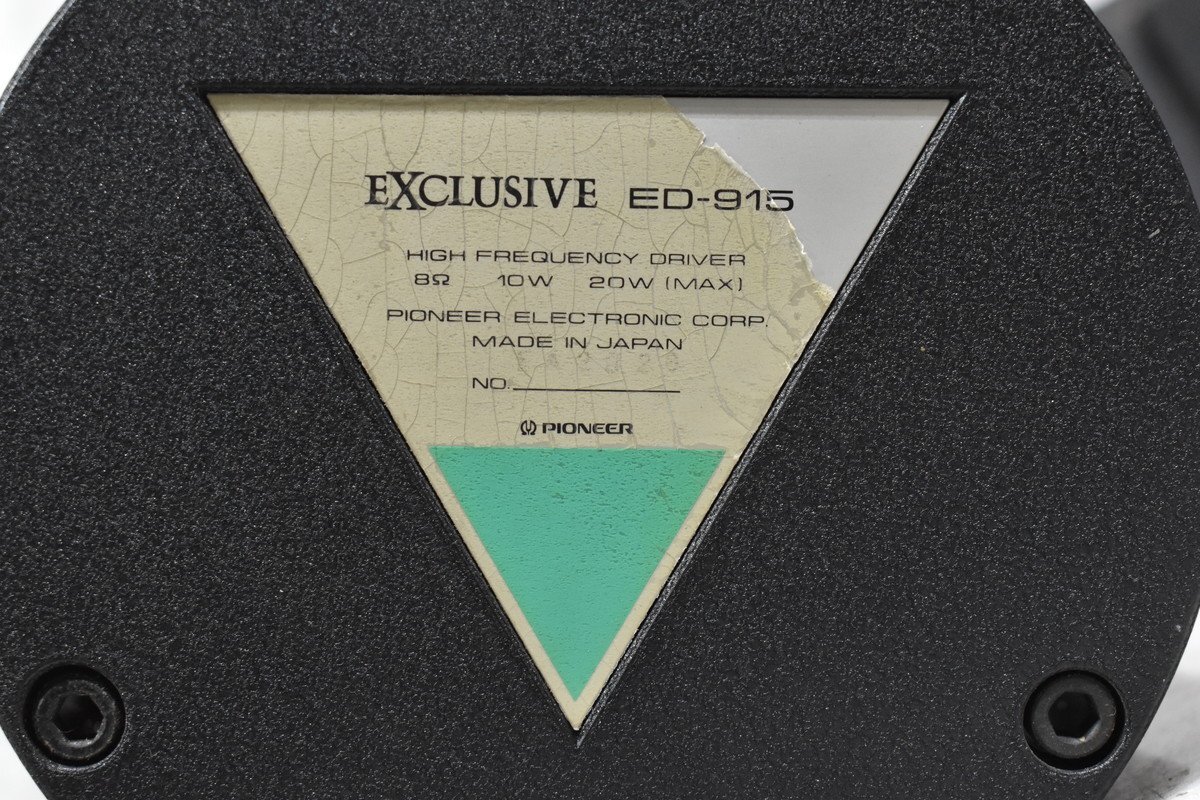 EXCLUSIVE ED-915
HIGH FREQUENCY DRIVER
8Ω 10W 20W (MAX)
PIONEER ELECTRONIC CORP.
MADE IN JAPAN
NO.
PIONEER